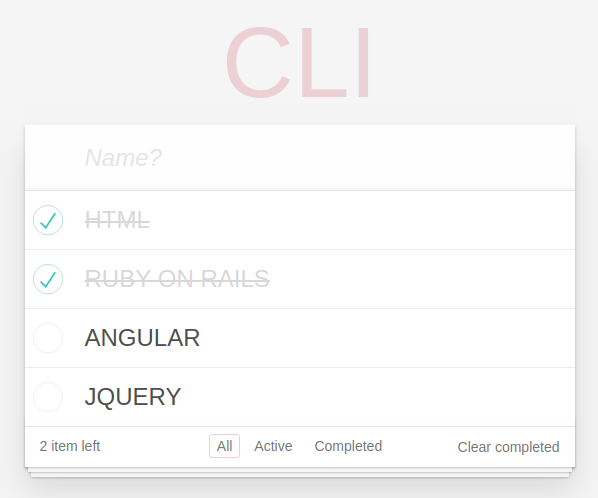 CLI
Name?
HTML
RUBY ON RAILS
ANGULAR
JQUERY
2 item left All Active Completed Clear completed